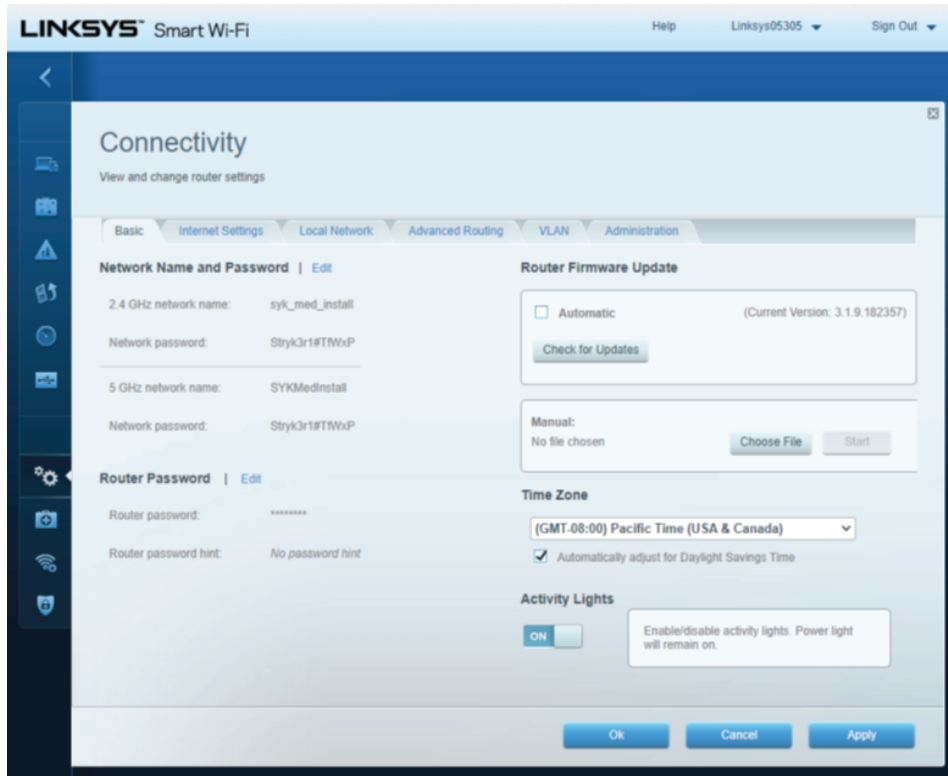 LINKSYS™ Smart Wi-Fi
Help
Linksys05305
Sign Out
Connectivity
View and change router settings
Basic
Internet Settings
Local Network
Advanced Routing
VLAN
Administration
Network Name and Password | Edit
2.4 GHz network name: syk_med_install
Network password: Stryk3r1#TfWxP
5 GHz network name: SYKMedInstall
Network password: Stryk3r1#TfWxP
Router Password | Edit
Router password: ********
Router password hint: No password hint
Router Firmware Update
Automatic
(Current Version: 3.1.9.182357)
Check for Updates
Manual:
No file chosen
Choose File
Start
Time Zone
(GMT-08:00) Pacific Time (USA & Canada)
Automatically adjust for Daylight Savings Time
Activity Lights
ON
Enable/disable activity lights. Power light
will remain on.
Ok
Cancel
Apply